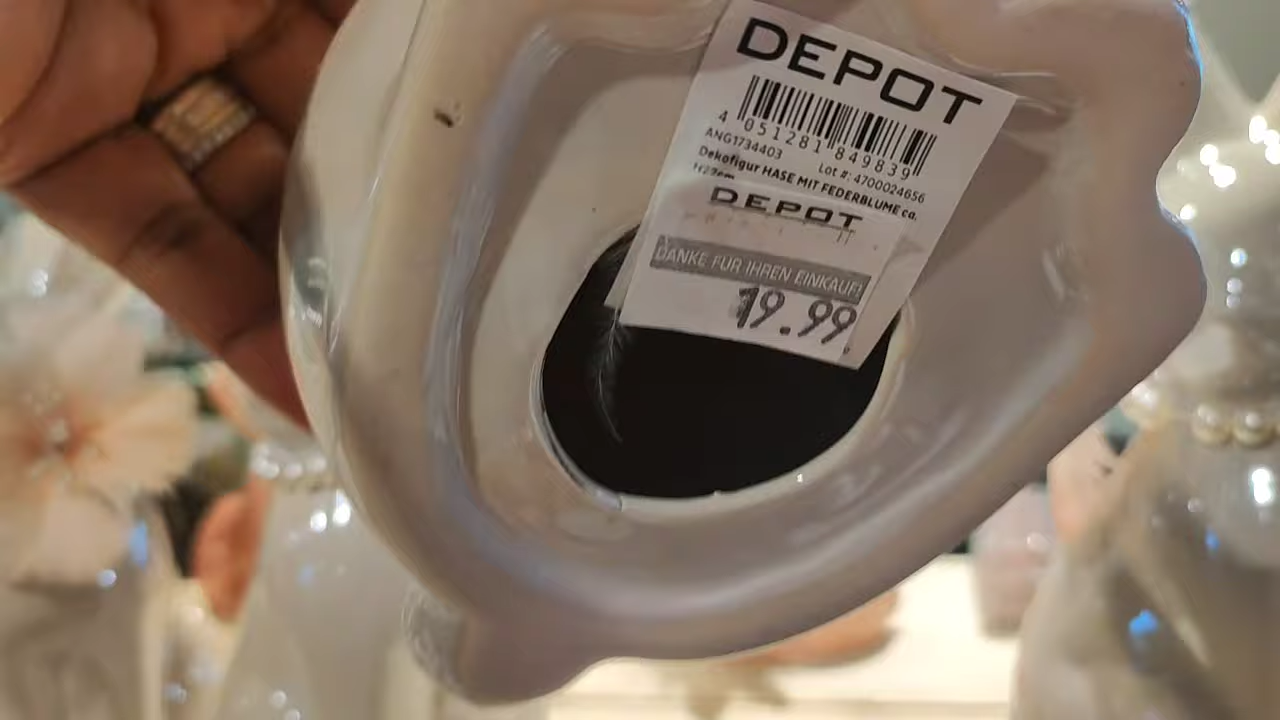 DEPOT
4 051281 849839
ANG1734403
Lot #: 4700024656
Dekofigur HASE MIT FEDERBLUME ca.
DEPOT
DANKE FÜR IHREN EINKAUF!
19.99